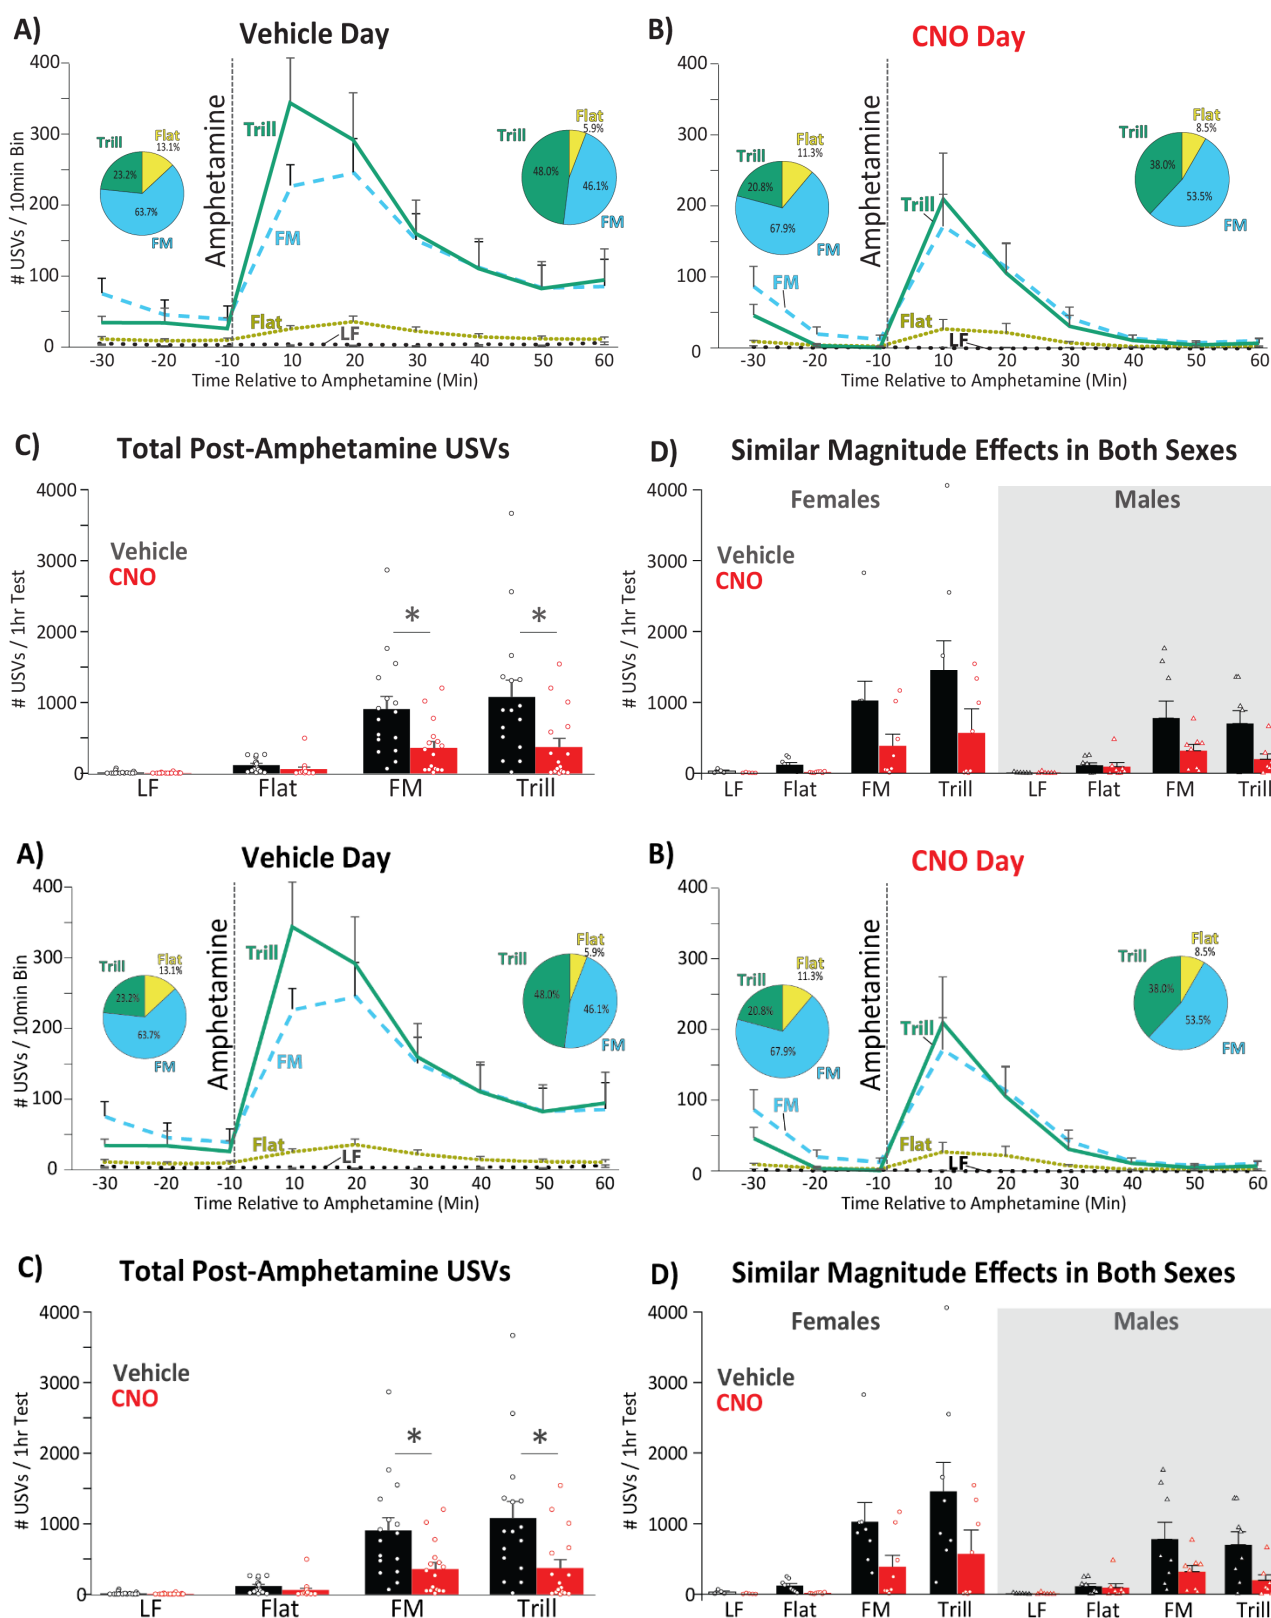 A) Vehicle Day
# USVs / 10min Bin
400
300
200
100
0
Trill
Flat
13.1%
23.2%
63.7%
FM
Amphetamine
Trill
FM
Flat
LF
Trill
Flat
5.9%
48.0%
46.1%
FM
-30 -20 -10 10 20 30 40 50 60
Time Relative to Amphetamine (Min)
B) CNO Day
400
300
200
100
0
Trill
Flat
11.3%
20.8%
67.9%
FM
FM
Amphetamine
Trill
Flat
LF
Trill
Flat
8.5%
38.0%
53.5%
FM
-30 -20 -10 10 20 30 40 50 60
Time Relative to Amphetamine (Min)
C) Total Post-Amphetamine USVs
# USVs / 1hr Test
4000
3000
2000
1000
0
Vehicle
CNO
* *
LF Flat FM Trill
D) Similar Magnitude Effects in Both Sexes
# USVs / 1hr Test
4000
3000
2000
1000
0
Females Males
Vehicle
CNO
LF Flat FM Trill LF Flat FM Trill
A) Vehicle Day
# USVs / 10min Bin
400
300
200
100
0
Trill
Flat
13.1%
23.2%
63.7%
FM
Amphetamine
Trill
FM
Flat
LF
Trill
Flat
5.9%
48.0%
46.1%
FM
-30 -20 -10 10 20 30 40 50 60
Time Relative to Amphetamine (Min)
B) CNO Day
400
300
200
100
0
Trill
Flat
11.3%
20.8%
67.9%
FM
FM
Amphetamine
Trill
Flat
LF
Trill
Flat
8.5%
38.0%
53.5%
FM
-30 -20 -10 10 20 30 40 50 60
Time Relative to Amphetamine (Min)
C) Total Post-Amphetamine USVs
# USVs / 1hr Test
4000
3000
2000
1000
0
Vehicle
CNO
* *
LF Flat FM Trill
D) Similar Magnitude Effects in Both Sexes
# USVs / 1hr Test
4000
3000
2000
1000
0
Females Males
Vehicle
CNO
LF Flat FM Trill LF Flat FM Trill